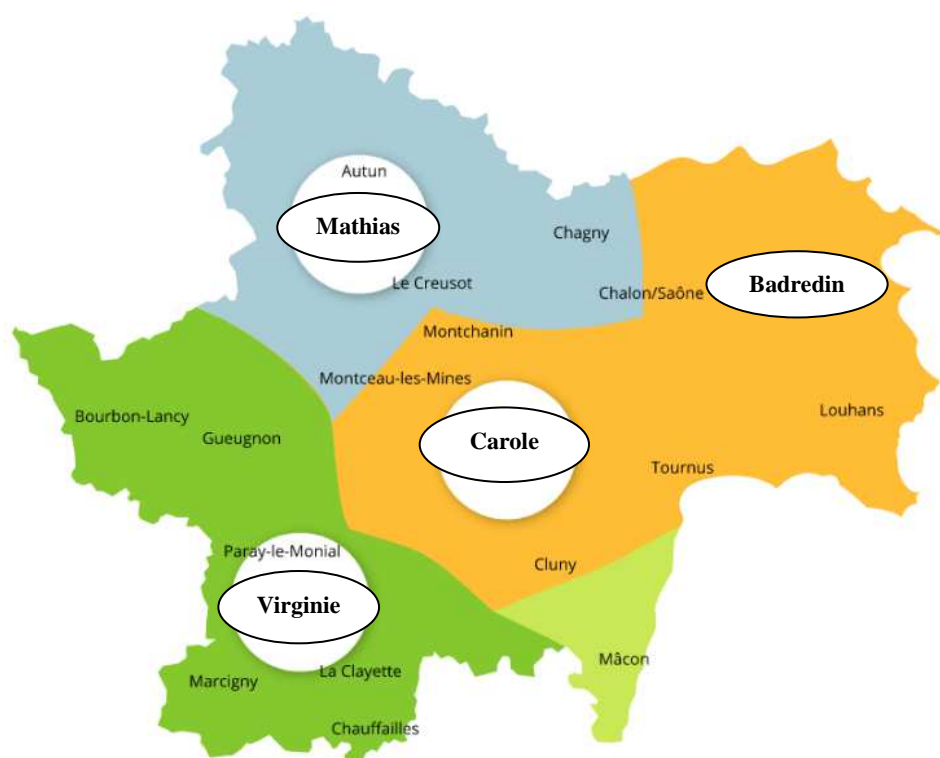 Autun
Mathias
Chagny
Le Creusot
Chalon/Saône
Badredin
Montchanin
Montceau-les-Mines
Bourbon-Lancy
Louhans
Gueugnon
Carole
Tournus
Paray-le-Monial
Cluny
Virginie
Mâcon
La Clayette
Marcigny
Chauffailles